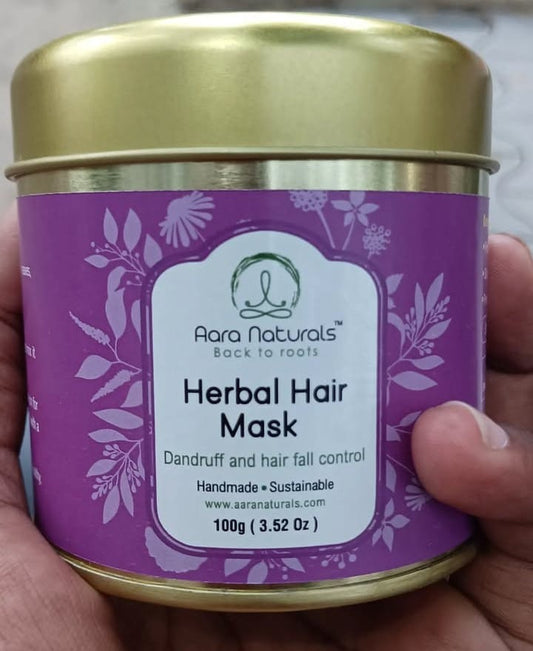 Aara Naturals™
Back to roots
Herbal Hair
Mask
Dandruff and hair fall control
Handmade • Sustainable
www.aaranaturals.com
100g ( 3.52 Oz )